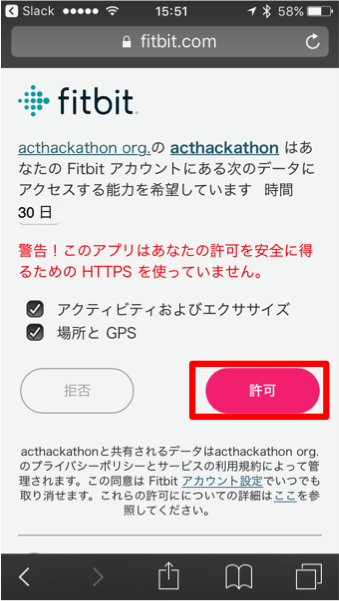 Slack 15:51 58%
fitbit.com
fitbit
acthackathon org.の acthackathon はあ
なたの Fitbit アカウントにある次のデータに
アクセスする能力を希望しています 時間
30 日
警告！このアプリはあなたの許可を安全に得
るための HTTPS を使っていません。
アクティビティおよびエクササイズ
場所と GPS
拒否 許可
acthackathonと共有されるデータはacthackathon org.
のプライバシーポリシーとサービスの利用規約によって管
理されます。この同意は Fitbit アカウント設定でいつでも
取り消せます。これらの許可にについての詳細はここを参
照してください。